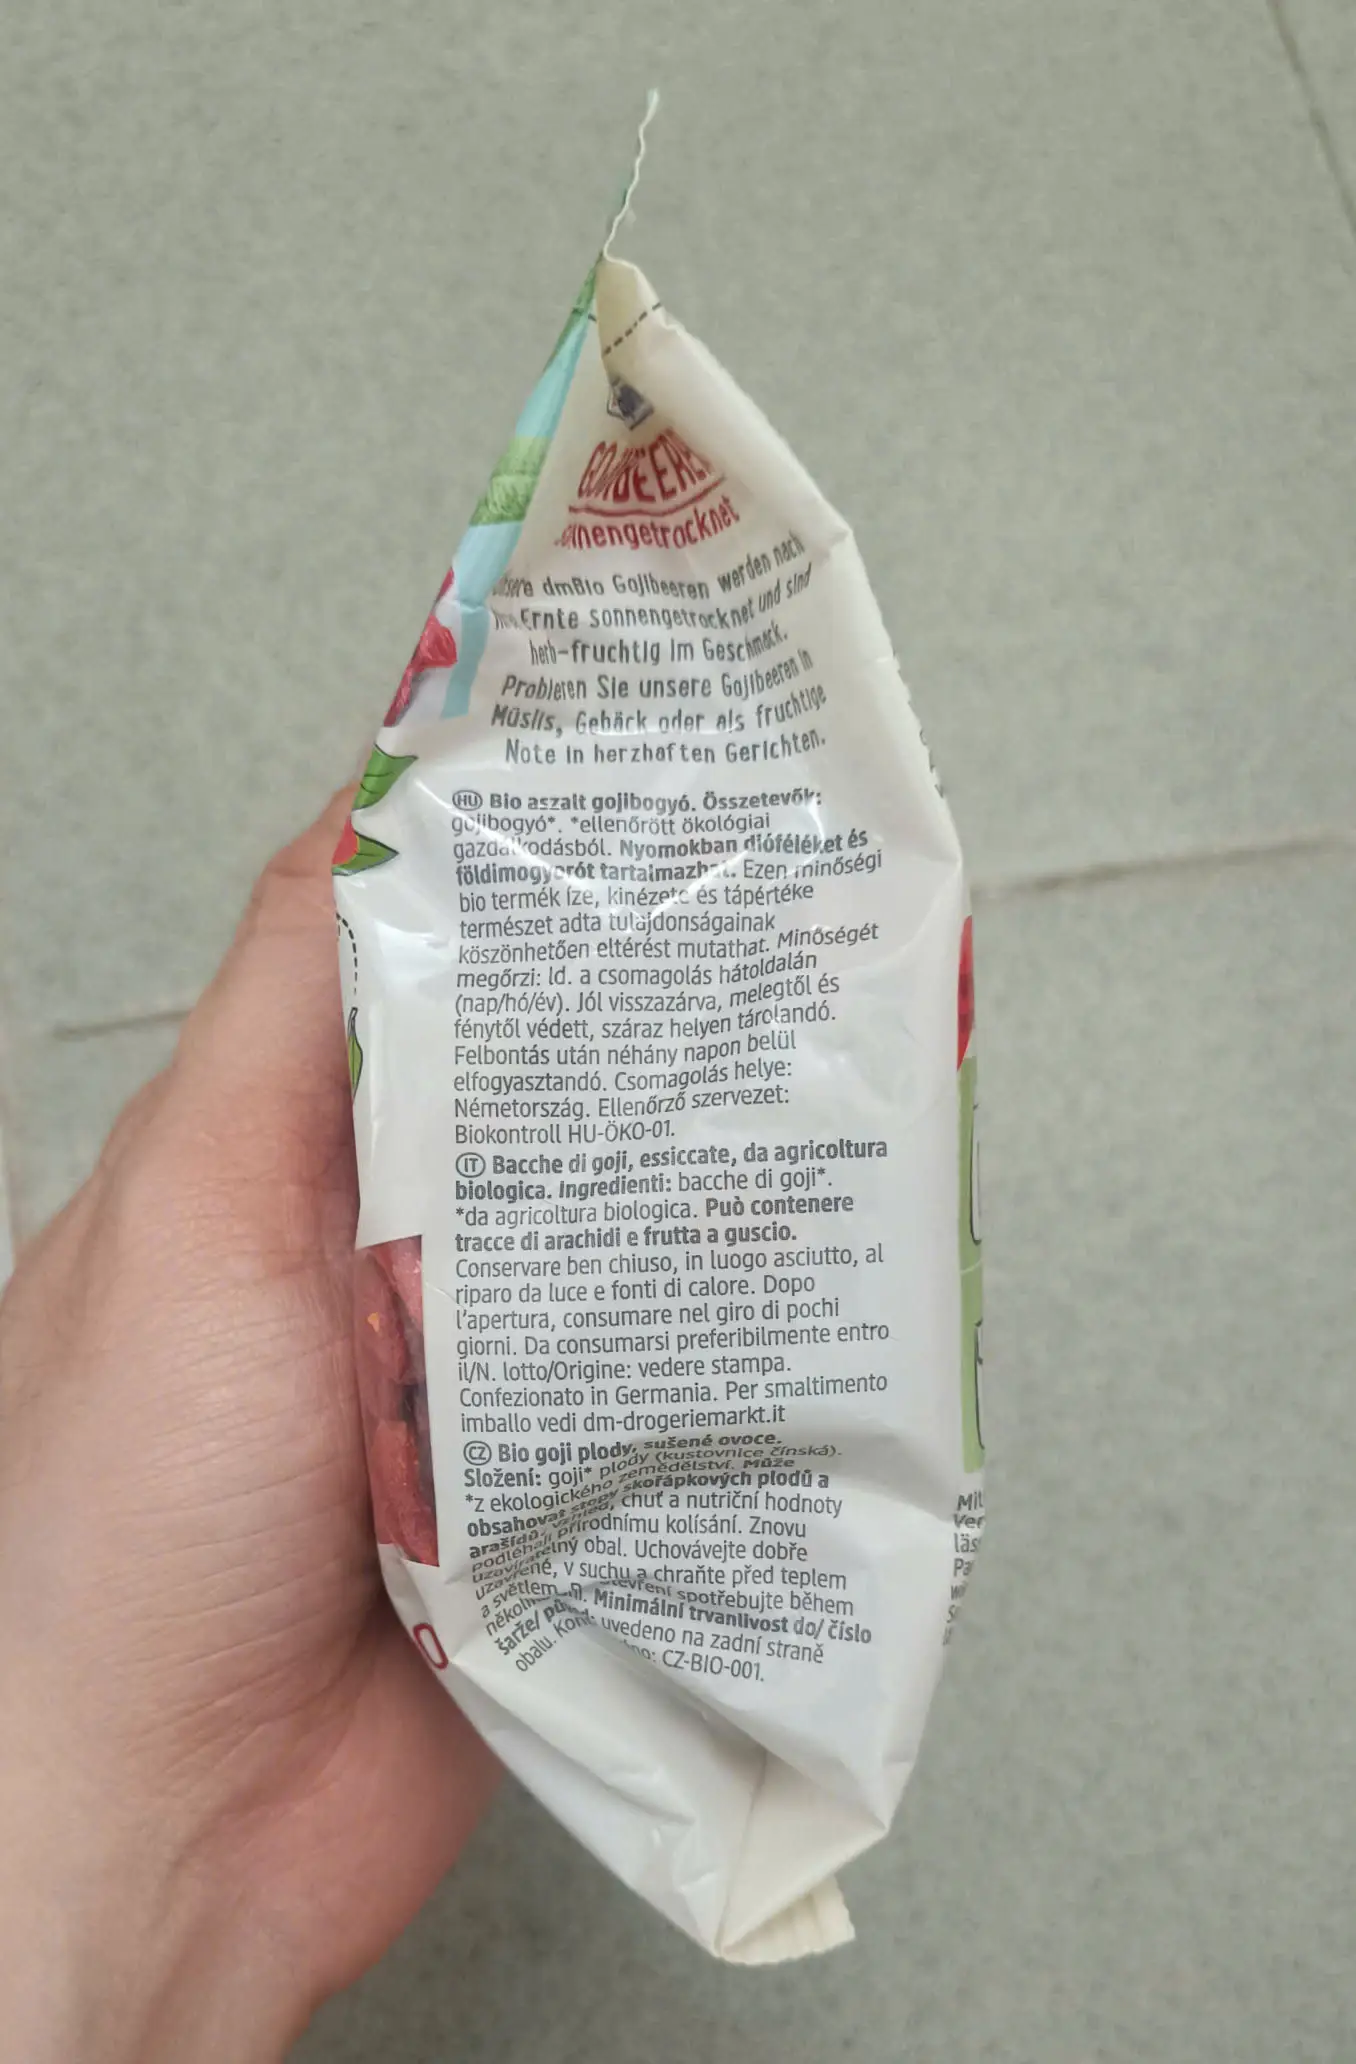 GOJIBEEREN
sonnengetrocknet
Unsere dmBio Gojibeeren werden nach
Ernte sonnengetrocknet und sind
herb-fruchtig im Geschmack.
Probieren Sie unsere Gojibeeren in
Müslis, Gebäck oder als fruchtige
Note in herzhaften Gerichten.
HU Bio aszalt gojibogyó. Összetevők:
gojibogyó*. *ellenőrött ökológiai
gazdálkodásból. Nyomokban dióféléket és
földimogyorót tartalmazhat. Ezen minőségi
bio termék íze, kinézete és tápértéke
természet adta tulajdonságainak
köszönhetően eltérést mutathat. Minőségét
megőrzi: ld. a csomagolás hátoldalán
(nap/hó/év). Jól visszazárva, melegtől és
fénytől védett, száraz helyen tárolandó.
Felbontás után néhány napon belül
elfogyasztandó. Csomagolás helye:
Németország. Ellenőrző szervezet:
Biokontroll HU-ÖKO-01.
IT Bacche di goji, essiccate, da agricoltura
biologica. Ingredienti: bacche di goji*.
*da agricoltura biologica. Può contenere
tracce di arachidi e frutta a guscio.
Conservare ben chiuso, in luogo asciutto, al
riparo da luce e fonti di calore. Dopo
l'apertura, consumare nel giro di pochi
giorni. Da consumarsi preferibilmente entro
il/N. lotto/Origine: vedere stampa.
Confezionato in Germania. Per smaltimento
imballo vedi dm-drogeriemarkt.it
CZ Bio goji plody, sušené ovoce.
Složení: goji* plody (kustovnice čínská).
*z ekologického zemědělství. Může
obsahovat stopy skořápkových plodů a
arašídů. Vzhled, chuť a nutriční hodnoty
podléhají přírodnímu kolísání. Znovu
uzavíratelný obal. Uchovávejte dobře
uzavřené, v suchu a chraňte před teplem
a světlem. otevření spotřebujte během
několika Minimální trvanlivost do/ číslo
šarže/ původ: uvedeno na zadní straně
obalu. CZ-BIO-001.
Mit
Ver
läs